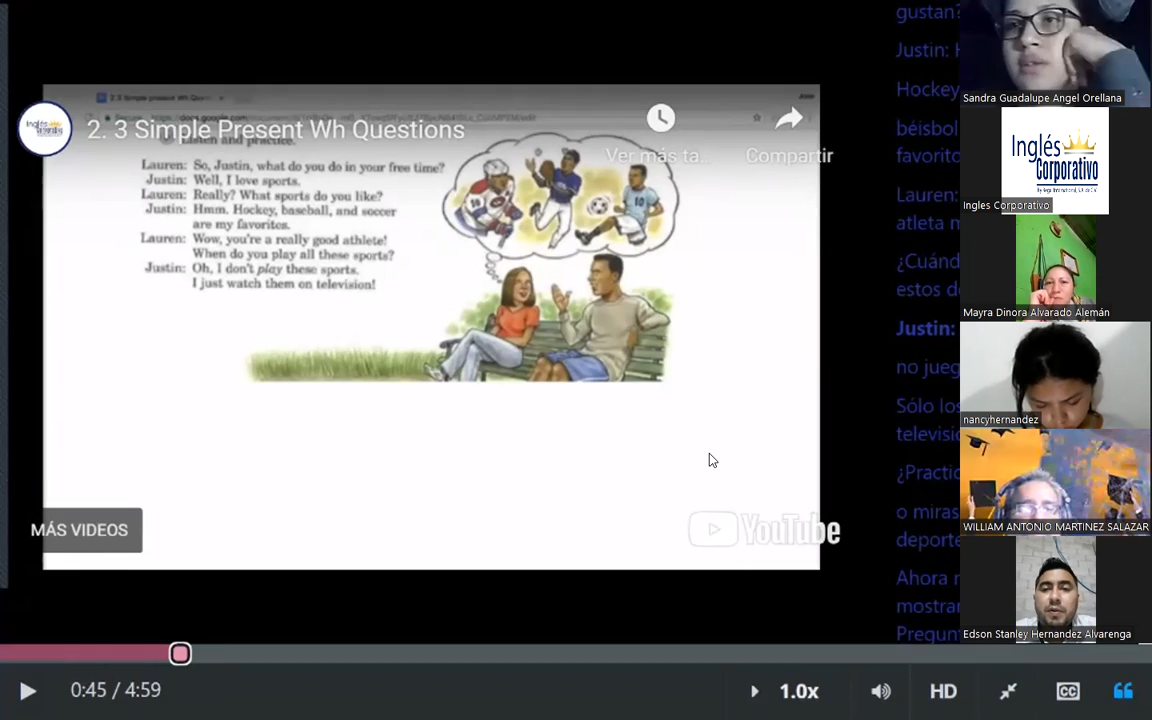 2. 3 Simple Present Wh Questions
Ver más ta...
Compartir
Listen and practice.
Lauren: So, Justin, what do you do in your free time?
Justin: Well, I love sports.
Lauren: Really? What sports do you like?
Justin: Hmm. Hockey, baseball, and soccer
are my favorites.
Lauren: Wow, you're a really good athlete!
When do you play all these sports?
Justin: Oh, I don't play these sports.
I just watch them on television!
10
MÁS VIDEOS
YouTube
gustan?
Justin: H
Hockey
béisbol
favorito
Lauren:
atleta m
¿Cuánd
estos de
Justin:
no jueg
Sólo los
televisió
¿Practic
o miras
deporte
Ahora n
mostrar
Pregunt
Sandra Guadalupe Angel Orellana
Inglés
Corporativo
Ingles Corporativo
Mayra Dinora Alvarado Alemán
nancyhernandez
WILLIAM ANTONIO MARTINEZ SALAZAR
Edson Stanley Hernandez Alvarenga
0:45 / 4:59
1.0x
HD
CC